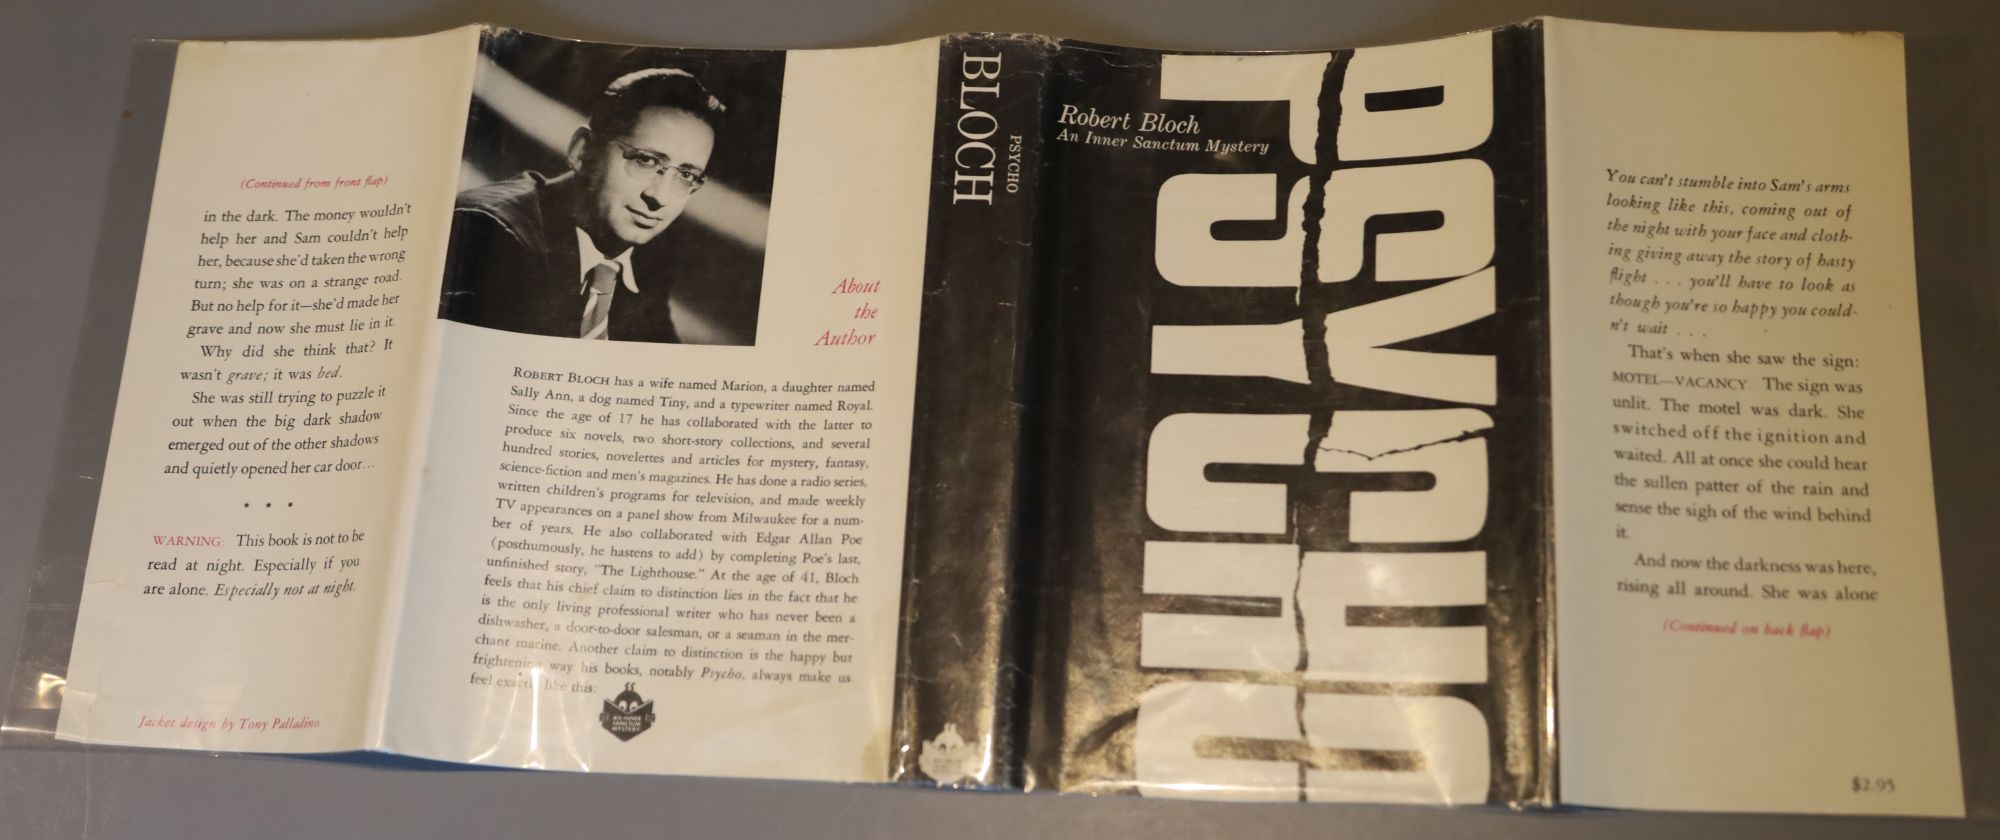 (Continued from front flap)
in the dark. The money wouldn't
help her and Sam couldn't help
her, because she'd taken the wrong
turn; she was on a strange road.
But no help for it—she'd made her
grave and now she must lie in it.
Why did she think that? It
wasn't grave; it was bed.
She was still trying to puzzle it
out when the big dark shadow
emerged out of the other shadows
and quietly opened her car door...
• • •
WARNING: This book is not to be
read at night. Especially if you
are alone. Especially not at night.
Jacket design by Tony Palladino
About
the
Author
ROBERT BLOCH has a wife named Marion, a daughter named
Sally Ann, a dog named Tiny, and a typewriter named Royal.
Since the age of 17 he has collaborated with the latter to
produce six novels, two short-story collections, and several
hundred stories, novelettes and articles for mystery, fantasy,
science-fiction and men's magazines. He has done a radio series,
written children's programs for television, and made weekly
TV appearances on a panel show from Milwaukee for a num-
ber of years. He also collaborated with Edgar Allan Poe
(posthumously, he hastens to add) by completing Poe's last,
unfinished story, "The Lighthouse." At the age of 41, Bloch
feels that his chief claim to distinction lies in the fact that he
is the only living professional writer who has never been a
dishwasher, a door-to-door salesman, or a seaman in the mer-
chant marine. Another claim to distinction is the happy but
frightening way his books, notably Psycho, always make us
feel exactly like this:
AN INNER
SANCTUM
MYSTERY
BLOCH
PSYCHO
Robert Bloch
An Inner Sanctum Mystery
PSYCHO
You can't stumble into Sam's arms
looking like this, coming out of
the night with your face and cloth-
ing giving away the story of hasty
flight . . . you'll have to look as
though you're so happy you could-
n't wait . . .
That's when she saw the sign:
MOTEL—VACANCY. The sign was
unlit. The motel was dark. She
switched off the ignition and
waited. All at once she could hear
the sullen patter of the rain and
sense the sigh of the wind behind
it.
And now the darkness was here,
rising all around. She was alone
(Continued on back flap)
$2.95